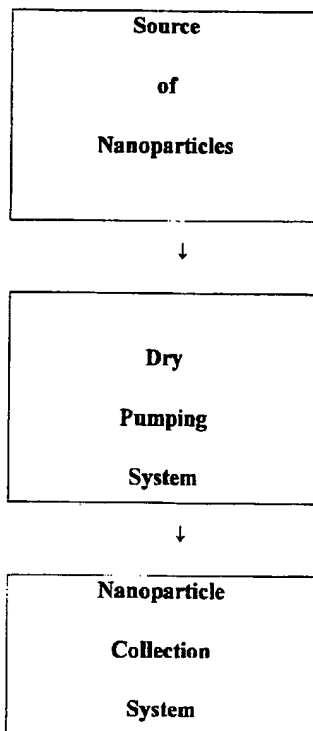 Source
of
Nanoparticles
↓
Dry
Pumping
System
↓
Nanoparticle
Collection
System